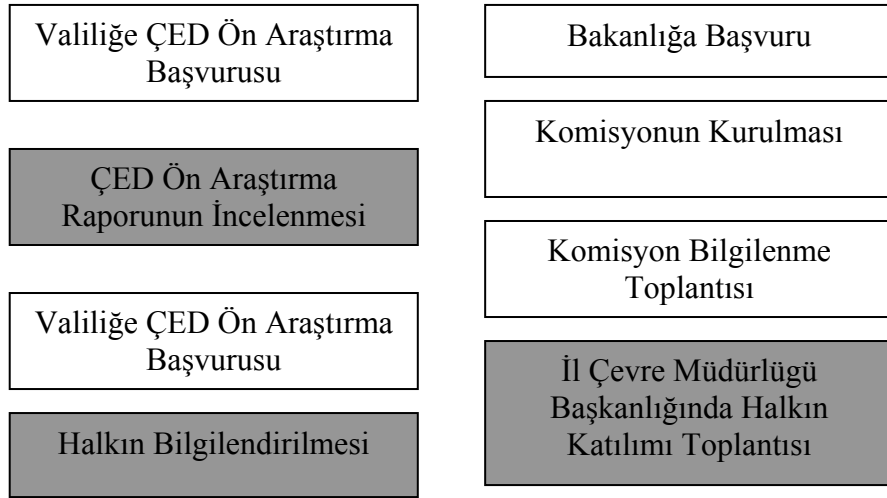 Valiliğe ÇED Ön Araştırma
Başvurusu
ÇED Ön Araştırma
Raporunun İncelenmesi
Valiliğe ÇED Ön Araştırma
Başvurusu
Halkın Bilgilendirilmesi
Bakanlığa Başvuru
Komisyonun Kurulması
Komisyon Bilgilenme
Toplantısı
İl Çevre Müdürlügü
Başkanlığında Halkın
Katılımı Toplantısı